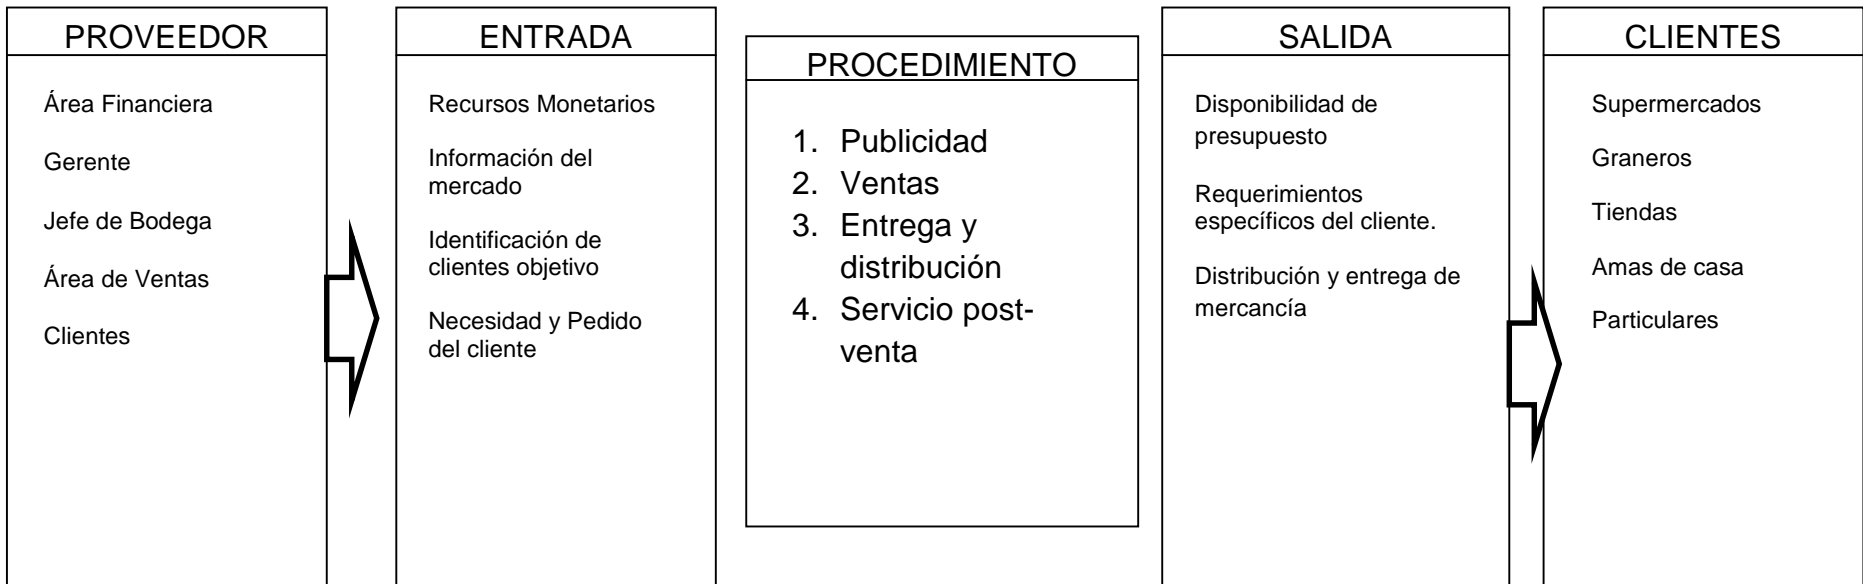 PROVEEDOR
Área Financiera
Gerente
Jefe de Bodega
Área de Ventas
Clientes
ENTRADA
Recursos Monetarios
Información del
mercado
Identificación de
clientes objetivo
Necesidad y Pedido
del cliente
PROCEDIMIENTO
1. Publicidad
2. Ventas
3. Entrega y
distribución
4. Servicio post-
venta
SALIDA
Disponibilidad de
presupuesto
Requerimientos
específicos del cliente.
Distribución y entrega de
mercancía
CLIENTES
Supermercados
Graneros
Tiendas
Amas de casa
Particulares